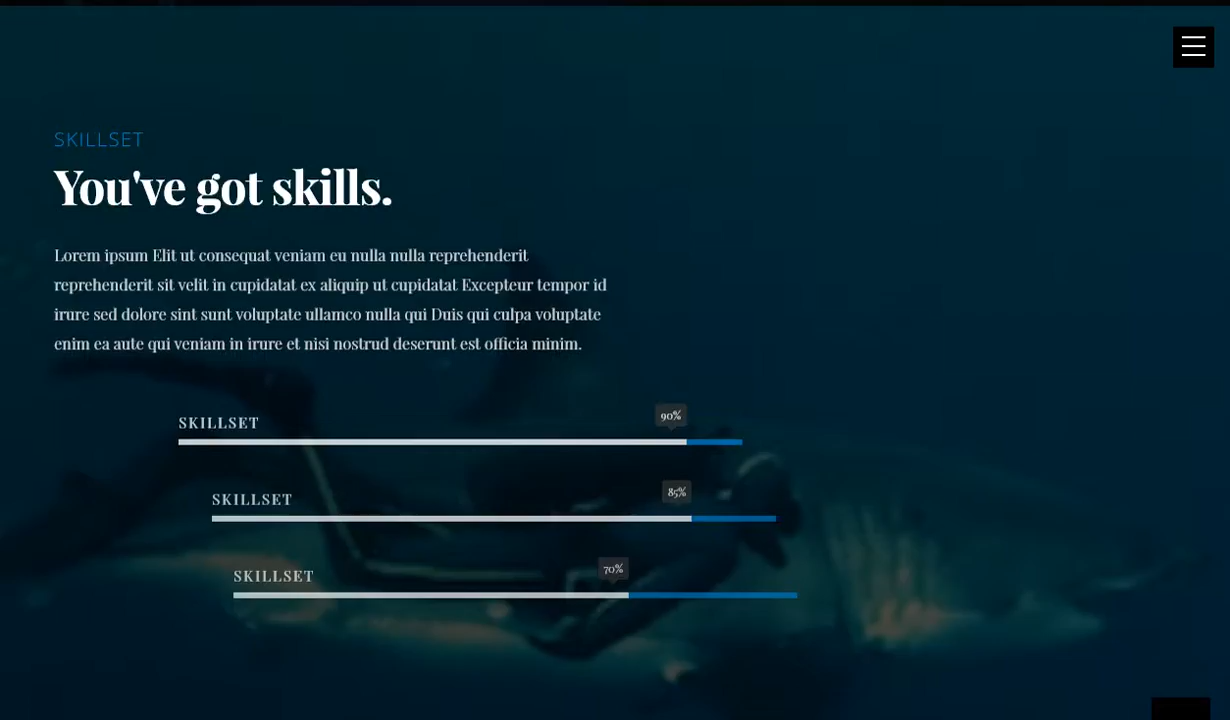 SKILLSET
You've got skills.
Lorem ipsum Elit ut consequat veniam eu nulla nulla reprehenderit
reprehenderit sit velit in cupidatat ex aliquip ut cupidatat Excepteur tempor id
irure sed dolore sint sunt voluptate ullamco nulla qui Duis qui culpa voluptate
enim ea aute qui veniam in irure et nisi nostrud deserunt est officia minim.
90%
SKILLSET
85%
SKILLSET
70%
SKILLSET